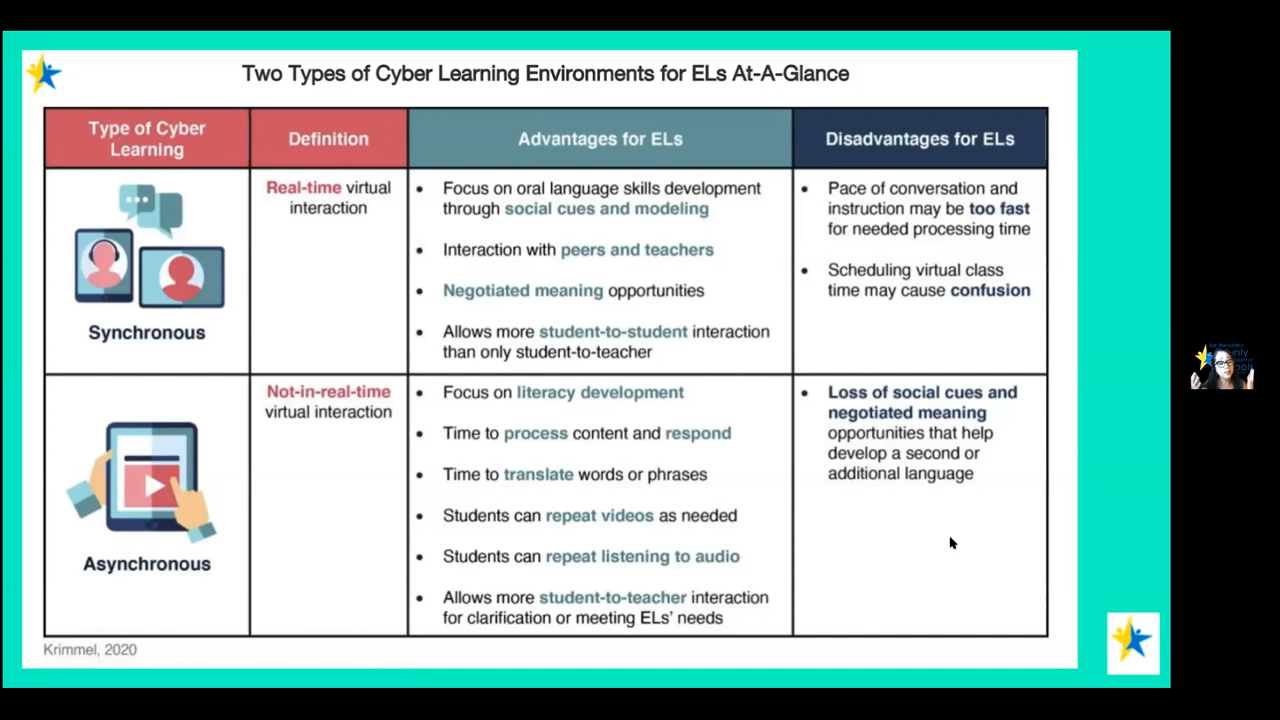 Two Types of Cyber Learning Environments for ELs At-A-Glance
Type of Cyber
Learning
Definition
Advantages for ELs
Disadvantages for ELs
Synchronous
Real-time virtual
interaction
• Focus on oral language skills development
through social cues and modeling
• Interaction with peers and teachers
• Negotiated meaning opportunities
• Allows more student-to-student interaction
than only student-to-teacher
• Pace of conversation and
instruction may be too fast
for needed processing time
• Scheduling virtual class
time may cause confusion
Asynchronous
Not-in-real-time
virtual interaction
• Focus on literacy development
• Time to process content and respond
• Time to translate words or phrases
• Students can repeat videos as needed
• Students can repeat listening to audio
• Allows more student-to-teacher interaction
for clarification or meeting ELs' needs
• Loss of social cues and
negotiated meaning
opportunities that help
develop a second or
additional language
Krimmel, 2020